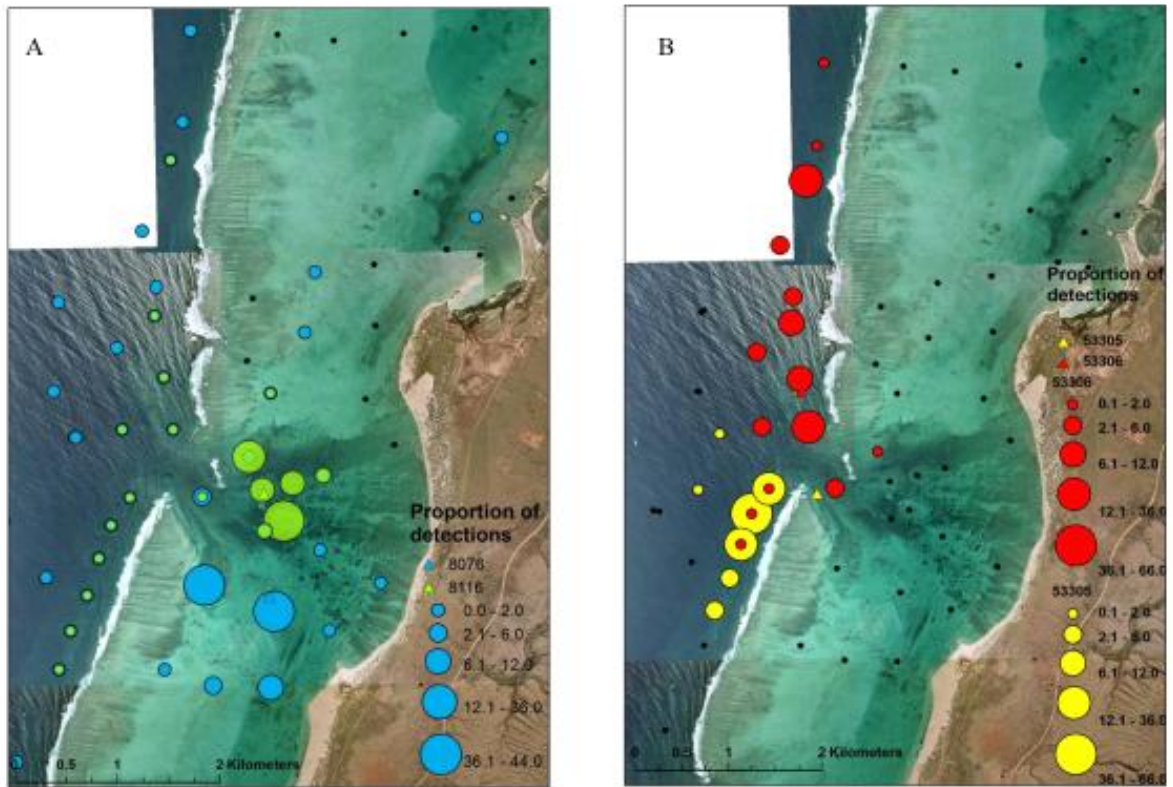 A
Proportion of
detections
8076
8116
0.0 - 2.0
2.1 - 6.0
6.1 - 12.0
12.1 - 36.0
36.1 - 44.0
0 0.5 1 2 Kilometers
B
Proportion of
detections
53305
53306
53306
0.1 - 2.0
2.1 - 6.0
6.1 - 12.0
12.1 - 36.0
36.1 - 66.0
53305
0.1 - 2.0
2.1 - 6.0
6.1 - 12.0
12.1 - 36.0
36.1 - 66.0
0 0.5 1 2 Kilometers